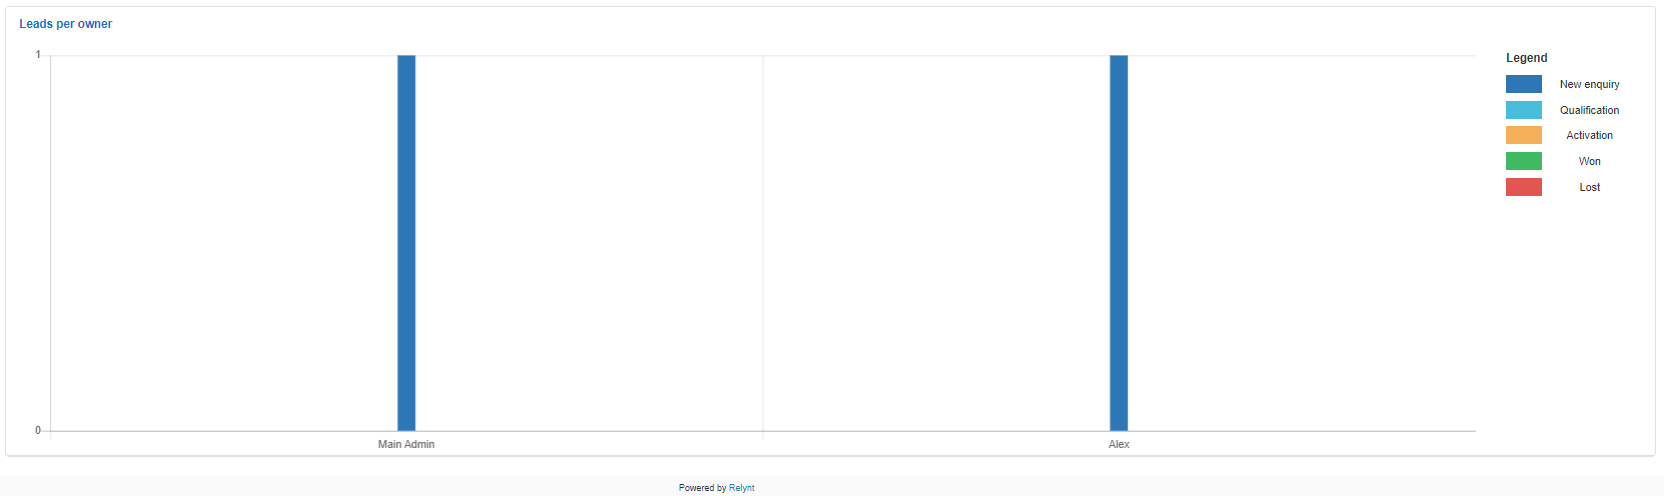 Leads per owner
1
0
Main Admin
Alex
Legend
New enquiry
Qualification
Activation
Won
Lost
Powered by Relynt